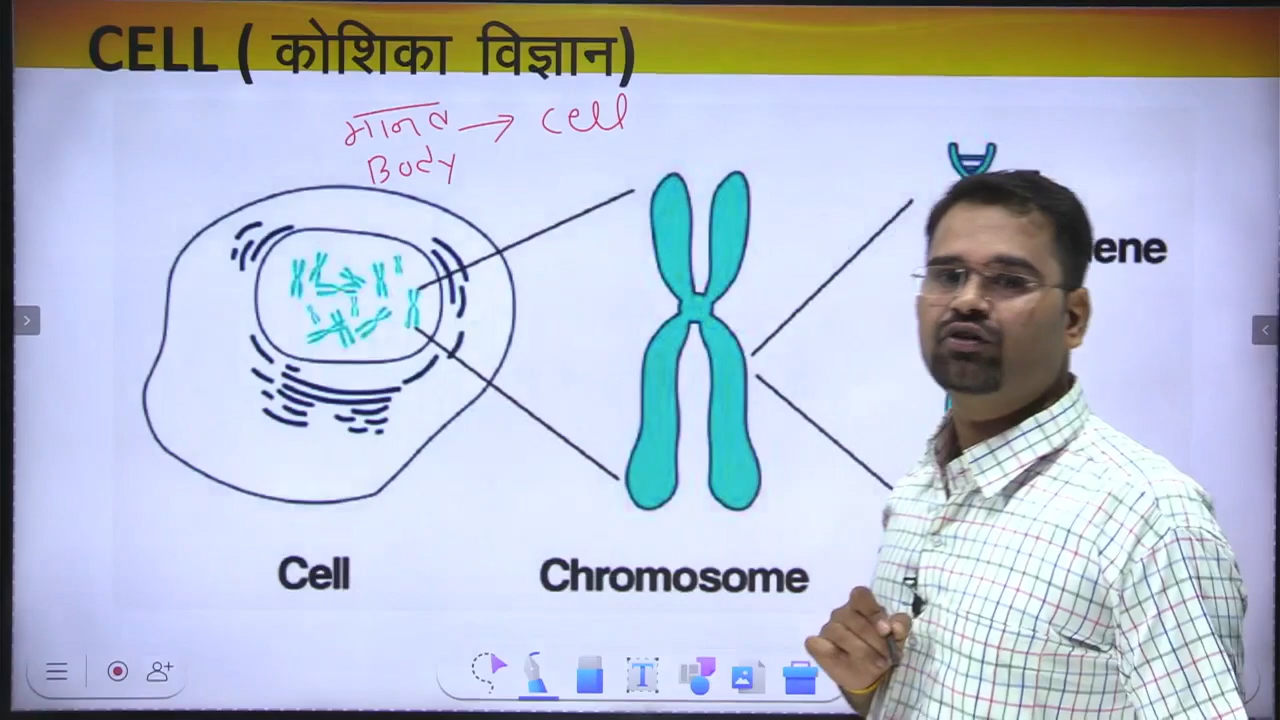 CELL ( कोशिका विज्ञान)
मानव → cell
Body
ene
Cell
Chromosome
T